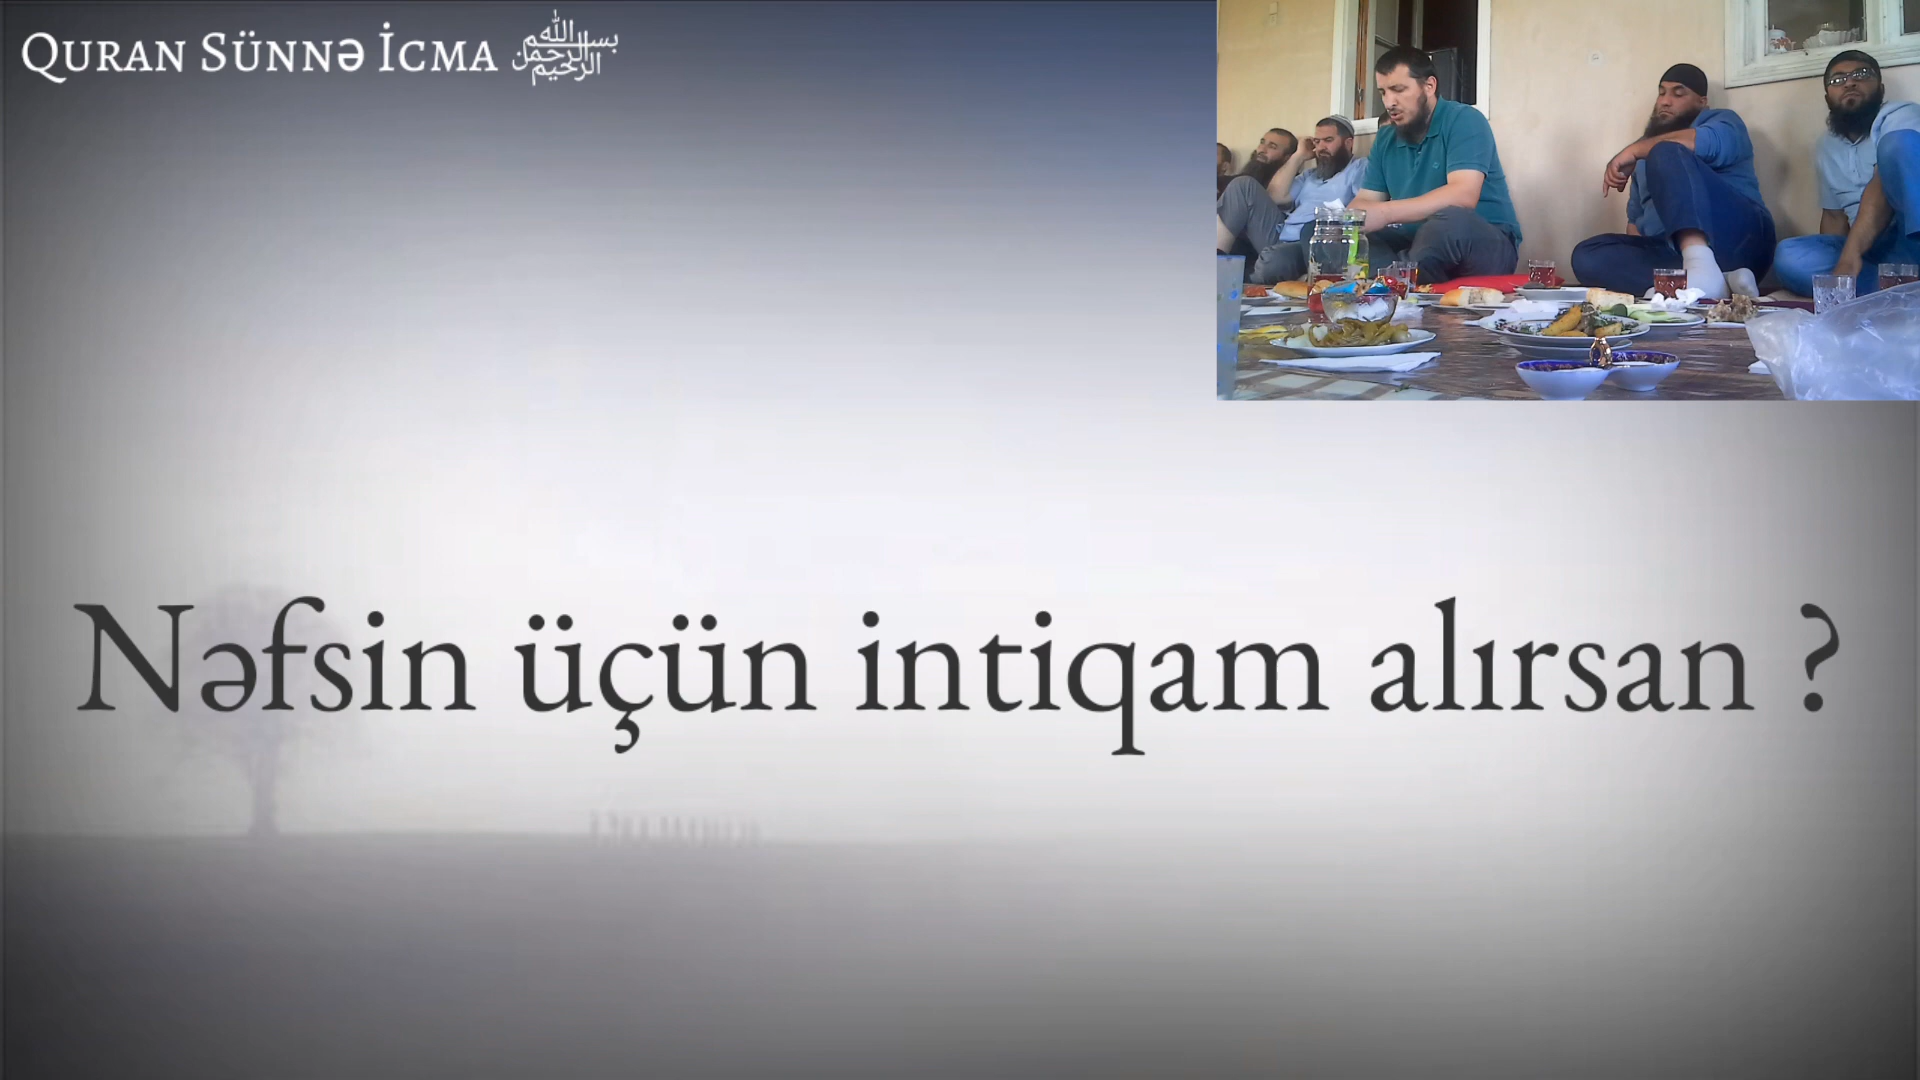 Quran Sünnə İcma بسم الله الرحمن الرحيم
Nəfsin üçün intiqam alırsan ?